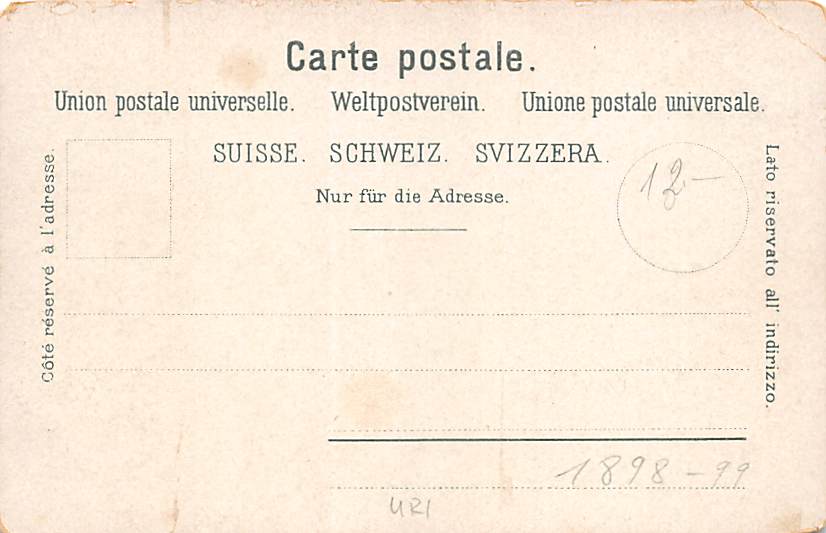 Carte postale.
Union postale universelle. Weltpostverein. Unione postale universale.
SUISSE. SCHWEIZ. SVIZZERA.
Nur für die Adresse.
Côté réservé à l'adresse.
Lato riservato all' indirizzo.
12.—
1898-99
URI